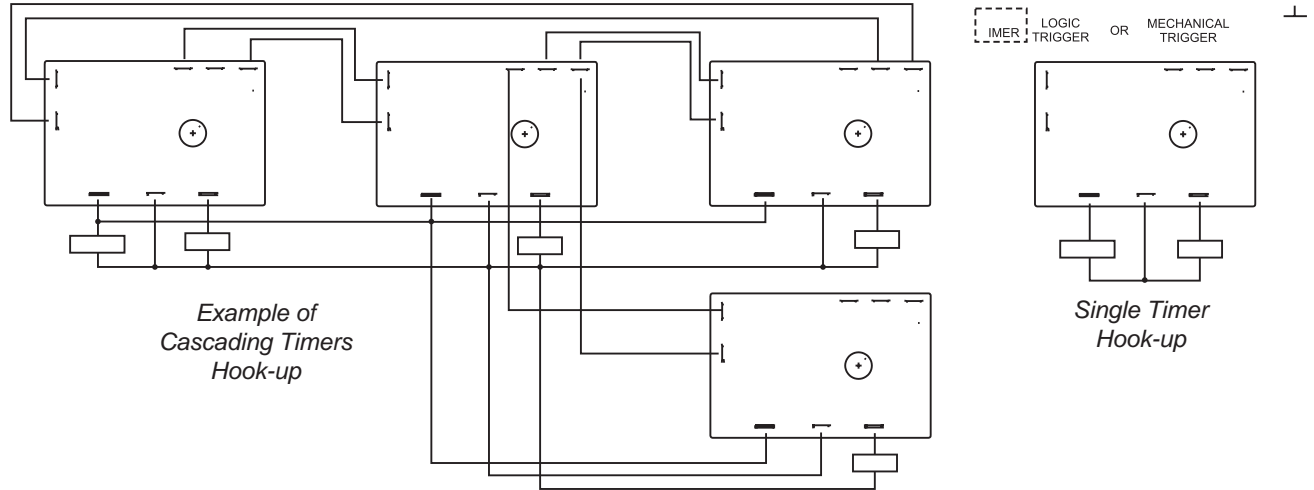 IMER
LOGIC
TRIGGER
OR
MECHANICAL
TRIGGER
Example of
Cascading Timers
Hook-up
Single Timer
Hook-up